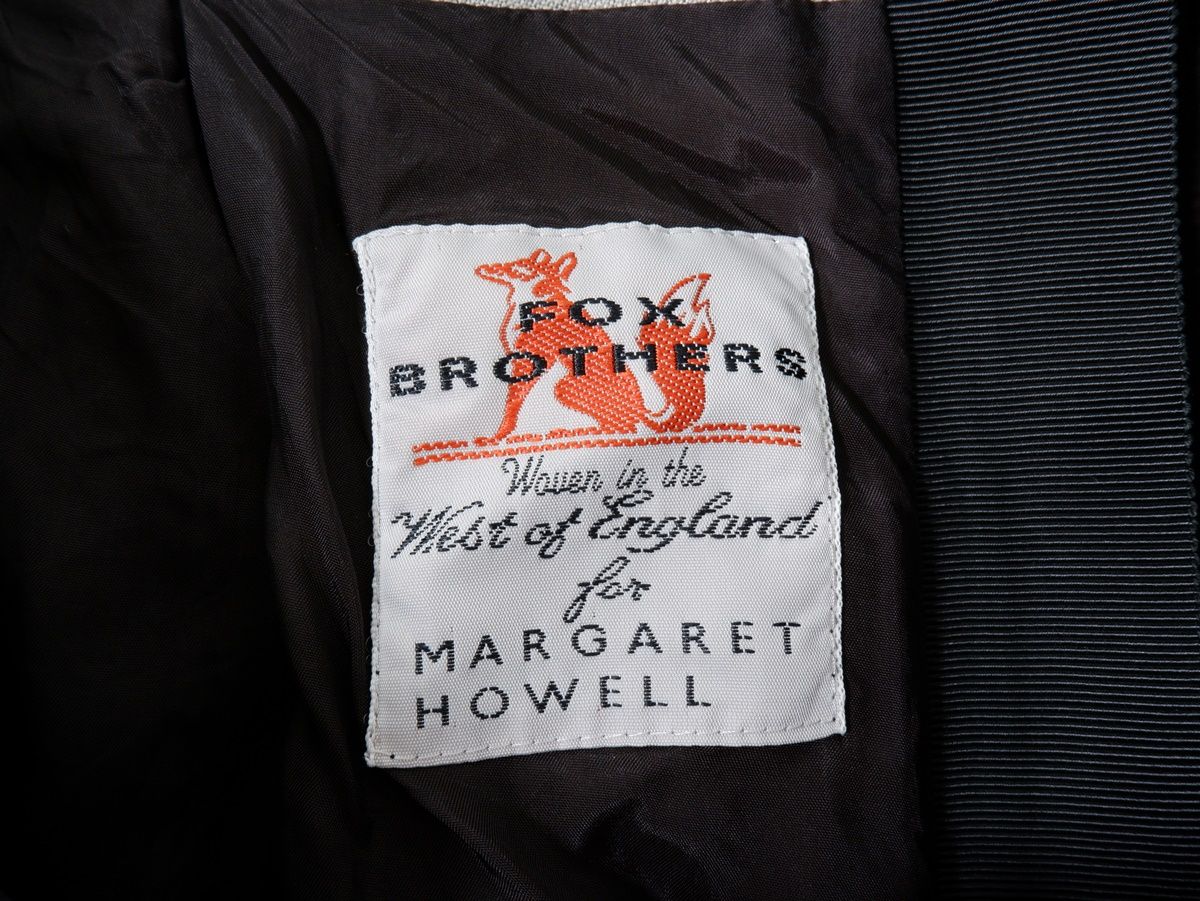 FOX
BROTHERS
Woven in the
West of England
for
MARGARET
HOWELL